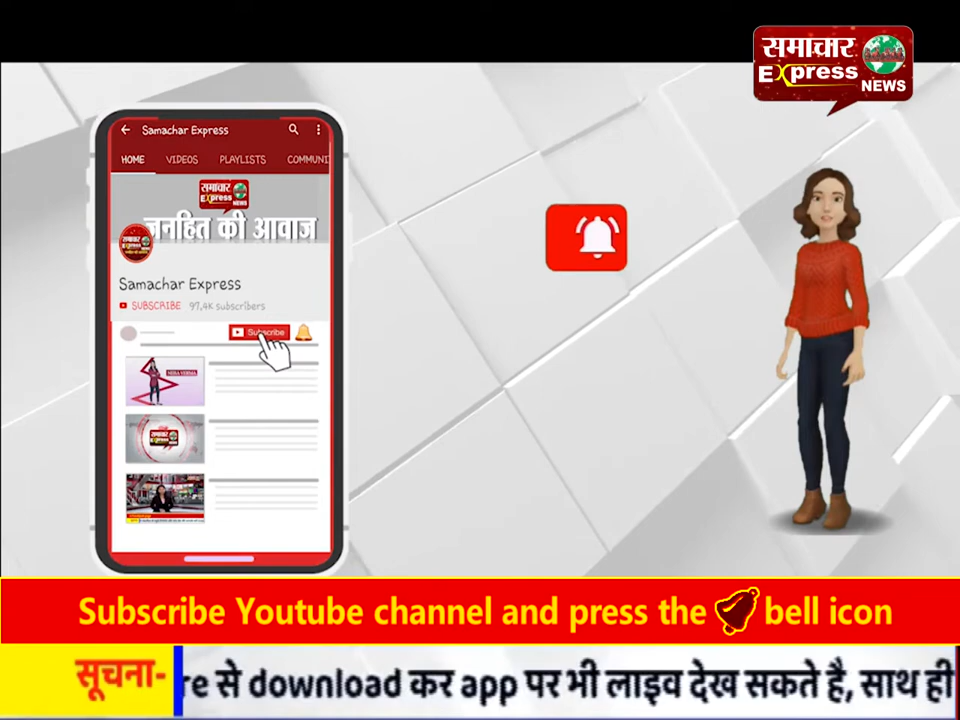 समाचार
Express
NEWS
Samachar Express
HOME VIDEOS PLAYLISTS COMMUNI
समाचार
Express
NEWS
जनहित की आवाज
Samachar Express
SUBSCRIBE 97.4K subscribers
Subscribe
Subscribe Youtube channel and press the bell icon
सूचना- re से download कर app पर भी लाइव देख सकते है, साथ ही